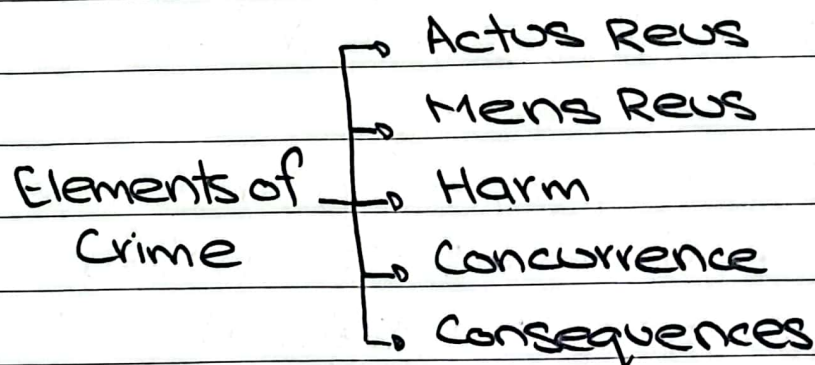 Actus Reus
Mens Reus
Elements of
Harm
Crime
Concurrence
Consequences